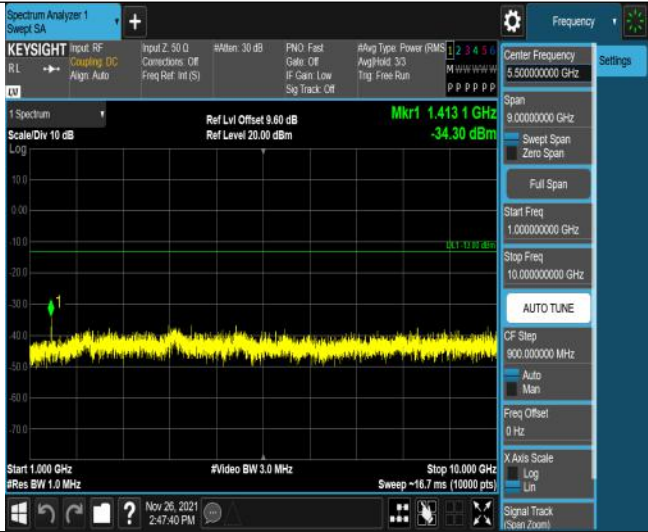 Spectrum Analyzer 1
Swept SA
Frequency
KEYSIGHT
RL
LV
Input: RF
Coupling: DC
Align: Auto
Input Z: 50 Ω
Corrections: Off
Freq Ref: Int (S)
#Atten: 30 dB
PNO: Fast
Gate: Off
IF Gain: Low
Sig Track: Off
#Avg Type: Power (RMS
Avg|Hold: 3/3
Trig: Free Run
1 2 3 4 5 6
M W W W W W
P P P P P P
1 Spectrum
Scale/Div 10 dB
Log
Ref Lvl Offset 9.60 dB
Ref Level 20.00 dBm
Mkr1 1.413 1 GHz
-34.30 dBm
10.0
0.00
-10.0
-20.0
-30.0
-40.0
-50.0
-60.0
-70.0
DL1 -13.00 dBm
1
Start 1.000 GHz
#Res BW 1.0 MHz
#Video BW 3.0 MHz
Stop 10.000 GHz
Sweep ~16.7 ms (10000 pts)
?
Nov 26, 2021
2:47:40 PM
Center Frequency
5.500000000 GHz
Settings
Span
9.00000000 GHz
Swept Span
Zero Span
Full Span
Start Freq
1.000000000 GHz
Stop Freq
10.000000000 GHz
AUTO TUNE
CF Step
900.000000 MHz
Auto
Man
Freq Offset
0 Hz
X Axis Scale
Log
Lin
Signal Track
(Span Zoom)